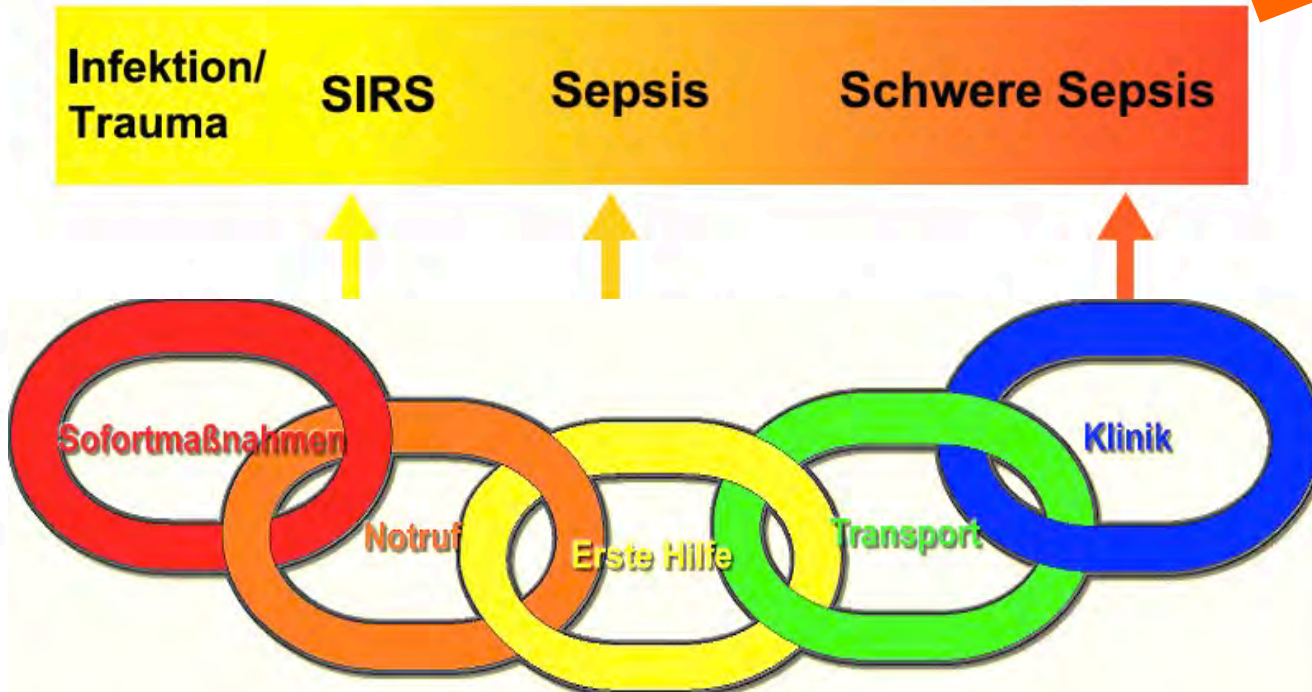 Infektion/
Trauma
SIRS
Sepsis
Schwere Sepsis
Sofortmaßnahmen
Notruf
Erste Hilfe
Transport
Klinik